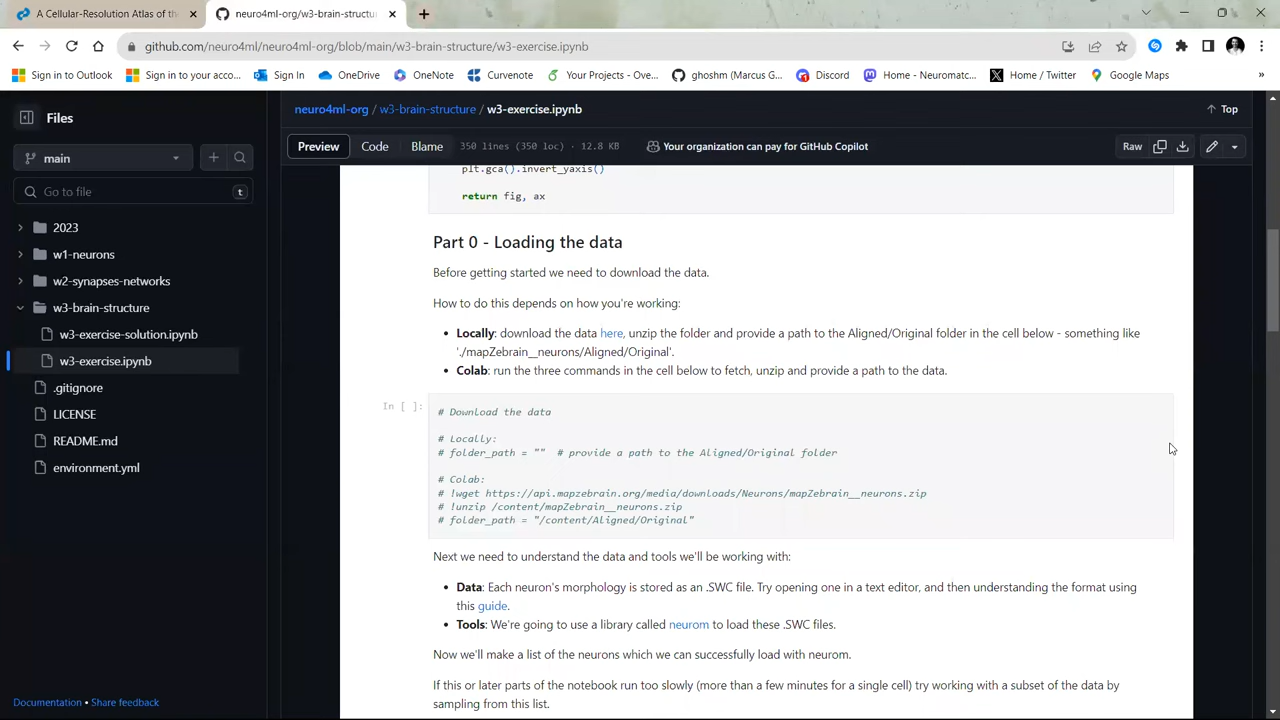 A Cellular-Resolution Atlas of th
neuro4ml-org/w3-brain-structu
github.com/neuro4ml/neuro4ml-org/blob/main/w3-brain-structure/w3-exercise.ipynb
Sign in to Outlook
Sign in to your acco...
Sign In
OneDrive
OneNote
Curvenote
Your Projects - Ove...
ghoshm (Marcus G...
Discord
Home - Neuromatc...
Home / Twitter
Google Maps
»
Files
neuro4ml-org / w3-brain-structure / w3-exercise.ipynb
Top
main
Preview
Code
Blame
350 lines (350 loc) · 12.8 KB
Your organization can pay for GitHub Copilot
Raw
Go to file
t
2023
w1-neurons
w2-synapses-networks
w3-brain-structure
w3-exercise-solution.ipynb
w3-exercise.ipynb
.gitignore
LICENSE
README.md
environment.yml
Documentation • Share feedback
plt.gca().invert_yaxis()
return fig, ax
Part 0 - Loading the data
Before getting started we need to download the data.
How to do this depends on how you're working:
• Locally: download the data here, unzip the folder and provide a path to the Aligned/Original folder in the cell below - something like
'./mapZebrain__neurons/Aligned/Original'.
• Colab: run the three commands in the cell below to fetch, unzip and provide a path to the data.
In [ ]:
# Download the data
# Locally:
# folder_path = "" # provide a path to the Aligned/Original folder
# Colab:
# !wget https://api.mapzebrain.org/media/downloads/Neurons/mapZebrain__neurons.zip
# !unzip /content/mapZebrain__neurons.zip
# folder_path = "/content/Aligned/Original"
Next we need to understand the data and tools we'll be working with:
• Data: Each neuron's morphology is stored as an .SWC file. Try opening one in a text editor, and then understanding the format using
this guide.
• Tools: We're going to use a library called neurom to load these .SWC files.
Now we'll make a list of the neurons which we can successfully load with neurom.
If this or later parts of the notebook run too slowly (more than a few minutes for a single cell) try working with a subset of the data by
sampling from this list.